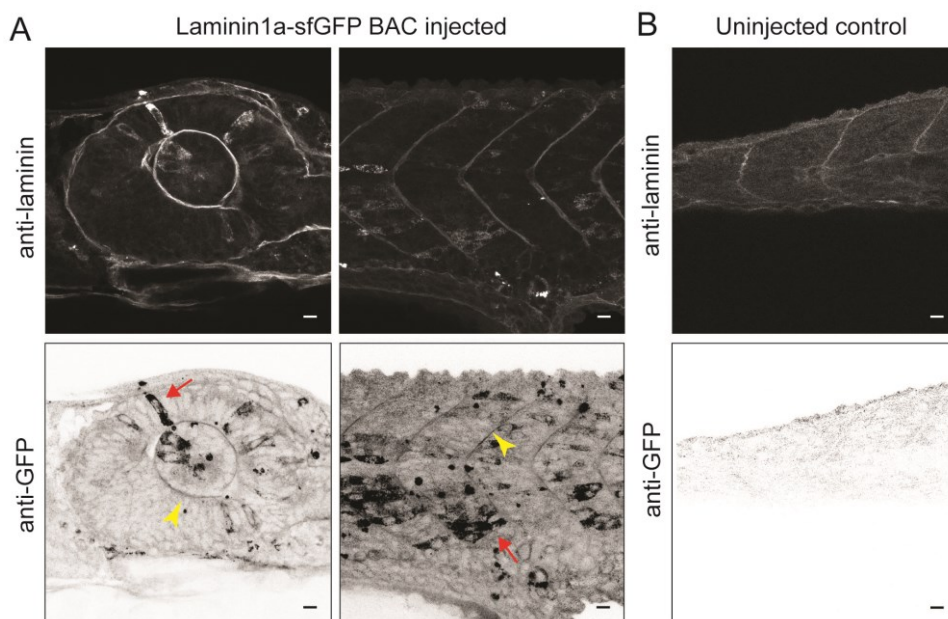 A
Laminin1a-sfGFP BAC injected
B
Uninjected control
anti-laminin
anti-laminin
anti-GFP
anti-GFP